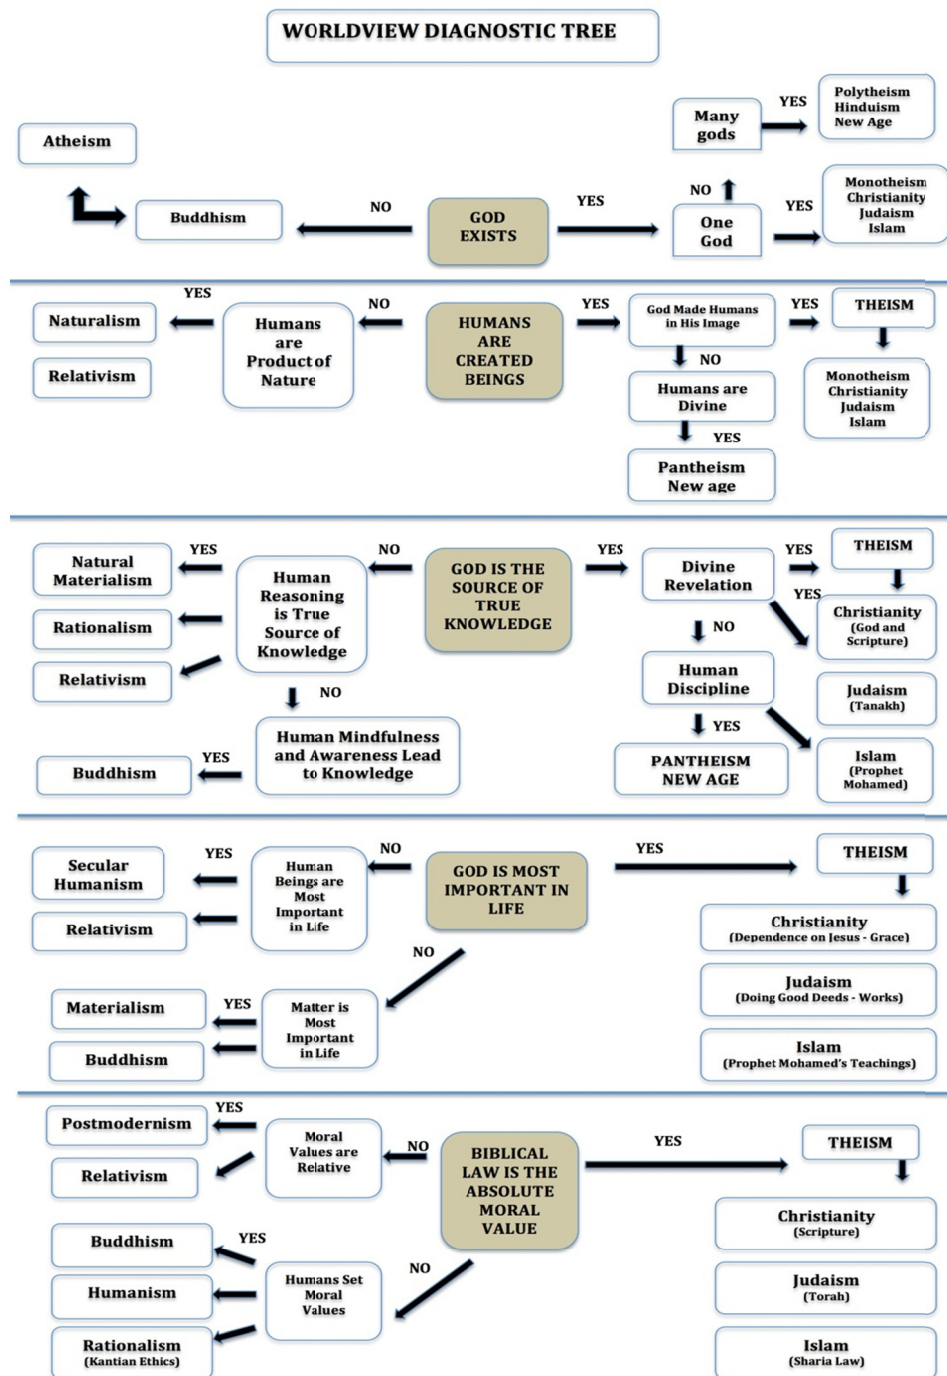 WORLDVIEW DIAGNOSTIC TREE
Many
gods
YES
Polytheism
Hinduism
New Age
Atheism
NO
Monotheism
Christianity
Judaism
Islam
Buddhism
NO
GOD
EXISTS
YES
One
God
YES
Naturalism
YES
Humans
are
Product of
Nature
NO
HUMANS
ARE
CREATED
BEINGS
YES
God Made Humans
in His Image
YES
THEISM
Relativism
NO
Humans are
Divine
Monotheism
Christianity
Judaism
Islam
YES
Pantheism
New age
Natural
Materialism
YES
Human
Reasoning
is True
Source of
Knowledge
NO
GOD IS THE
SOURCE OF
TRUE
KNOWLEDGE
YES
Divine
Revelation
YES
THEISM
YES
Rationalism
Christianity
(God and
Scripture)
NO
Relativism
Human
Discipline
Judaism
(Tanakh)
NO
YES
Human Mindfulness
and Awareness Lead
to Knowledge
YES
Buddhism
PANTHEISM
NEW AGE
Islam
(Prophet
Mohamed)
Secular
Humanism
YES
Human
Beings are
Most
Important
in Life
NO
GOD IS MOST
IMPORTANT IN
LIFE
YES
THEISM
Relativism
Christianity
(Dependence on Jesus - Grace)
NO
Judaism
(Doing Good Deeds - Works)
Materialism
YES
Matter is
Most
Important
in Life
Buddhism
Islam
(Prophet Mohamed's Teachings)
Postmodernism
YES
Moral
Values are
Relative
NO
BIBLICAL
LAW IS THE
ABSOLUTE
MORAL
VALUE
YES
THEISM
Relativism
Christianity
(Scripture)
Buddhism
YES
Humans Set
Moral
Values
NO
Humanism
Judaism
(Torah)
Rationalism
(Kantian Ethics)
Islam
(Sharia Law)